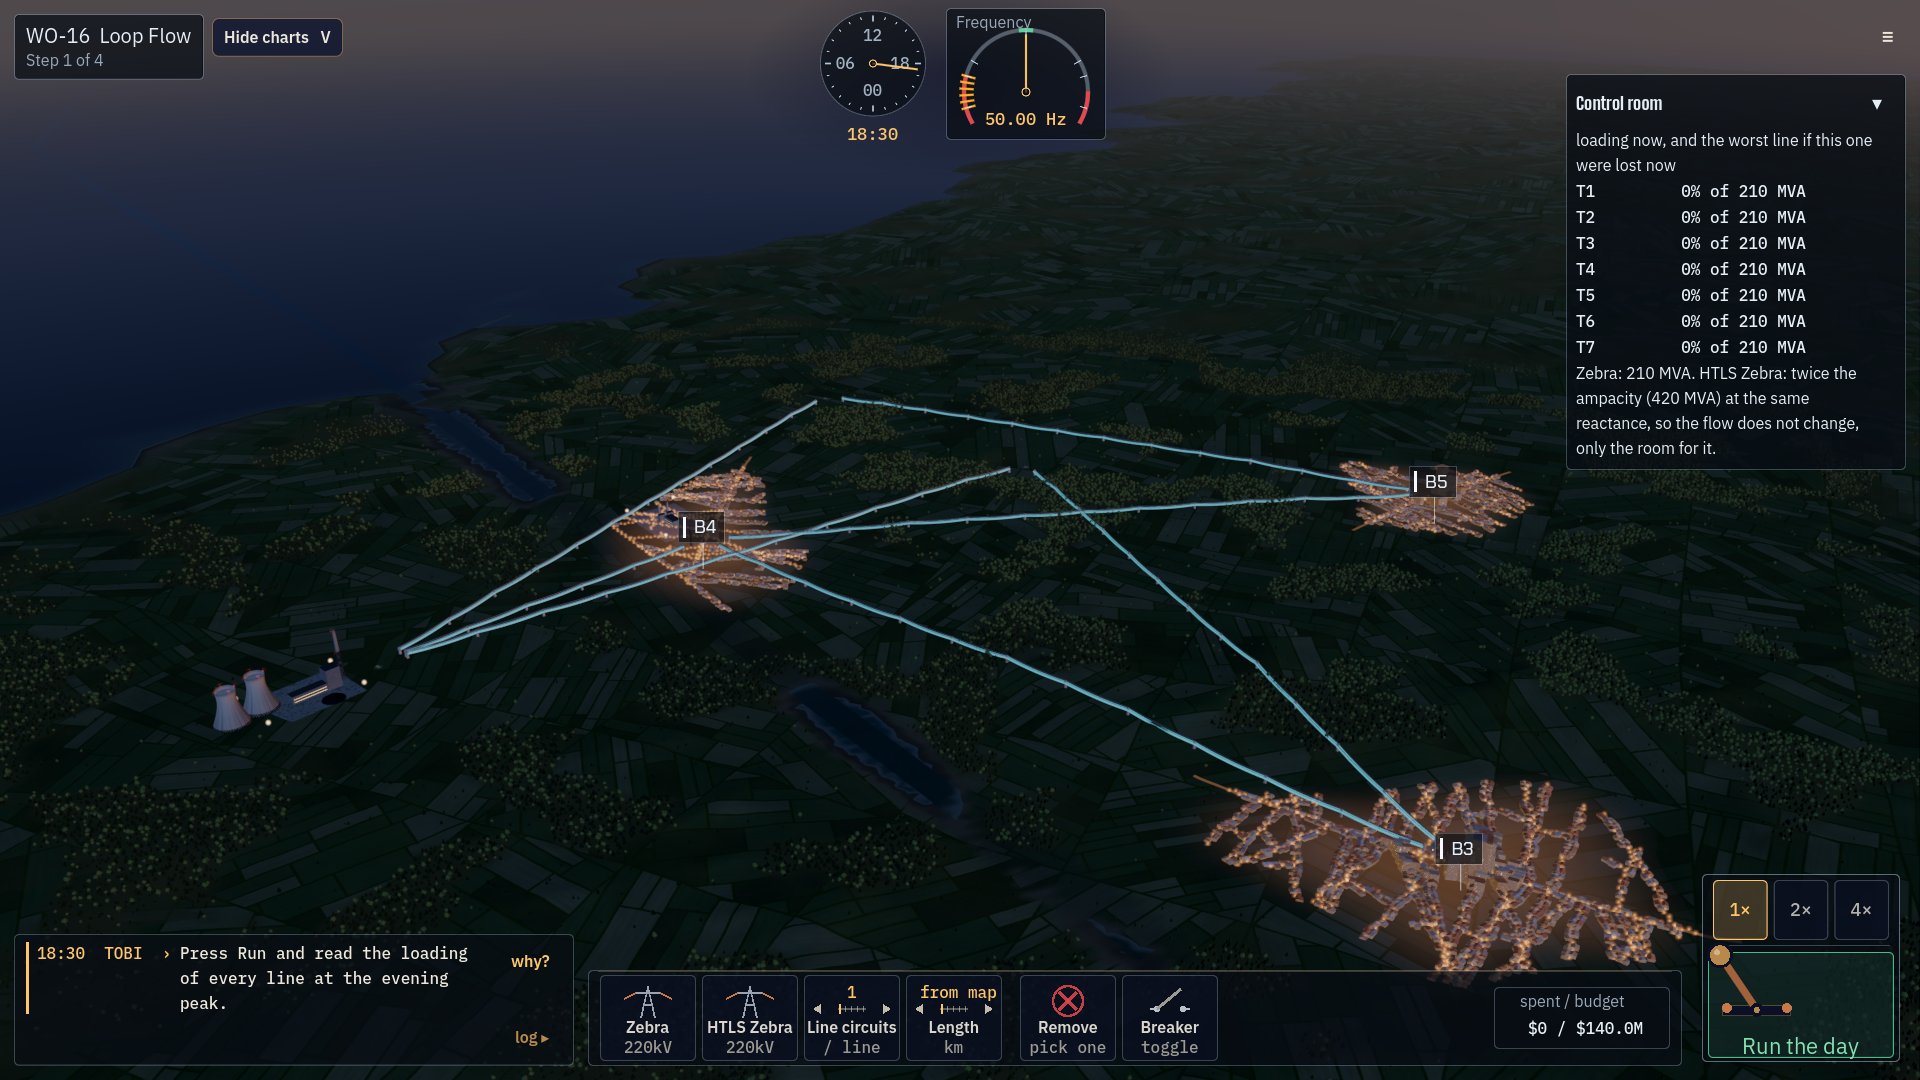 WO-16 Loop Flow
Step 1 of 4
Hide charts V
12
06
18
00
18:30
Frequency
50.00 Hz
≡
Control room ▼
loading now, and the worst line if this one
were lost now
T1 0% of 210 MVA
T2 0% of 210 MVA
T3 0% of 210 MVA
T4 0% of 210 MVA
T5 0% of 210 MVA
T6 0% of 210 MVA
T7 0% of 210 MVA
Zebra: 210 MVA. HTLS Zebra: twice the
ampacity (420 MVA) at the same
reactance, so the flow does not change,
only the room for it.
B5
B4
B3
18:30 TOBI › Press Run and read the loading
of every line at the evening
peak.
why?
log ▸
Zebra
220kV
HTLS Zebra
220kV
1
Line circuits
/ line
from map
Length
km
Remove
pick one
Breaker
toggle
spent / budget
$0 / $140.0M
1×
2×
4×
Run the day